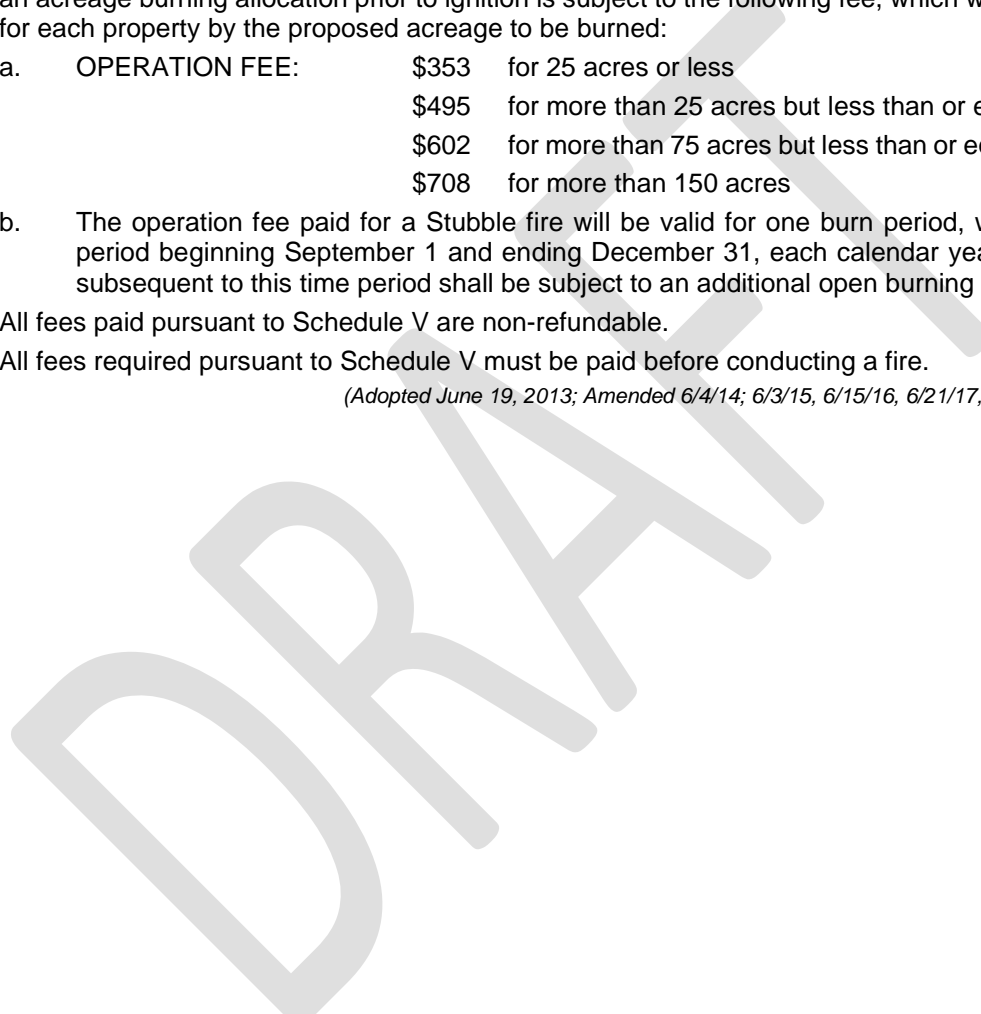 an acreage burning allocation prior to ignition is subject to the following fee, which
for each property by the proposed acreage to be burned:
a. OPERATION FEE: $353 for 25 acres or less
$495 for more than 25 acres but less than or
$602 for more than 75 acres but less than or
$708 for more than 150 acres
b. The operation fee paid for a Stubble fire will be valid for one burn period,
period beginning September 1 and ending December 31, each calendar
subsequent to this time period shall be subject to an additional open burning
All fees paid pursuant to Schedule V are non-refundable.
All fees required pursuant to Schedule V must be paid before conducting a fire.
(Adopted June 19, 2013; Amended 6/4/14; 6/3/15, 6/15/16, 6/21/17,
DRAFT